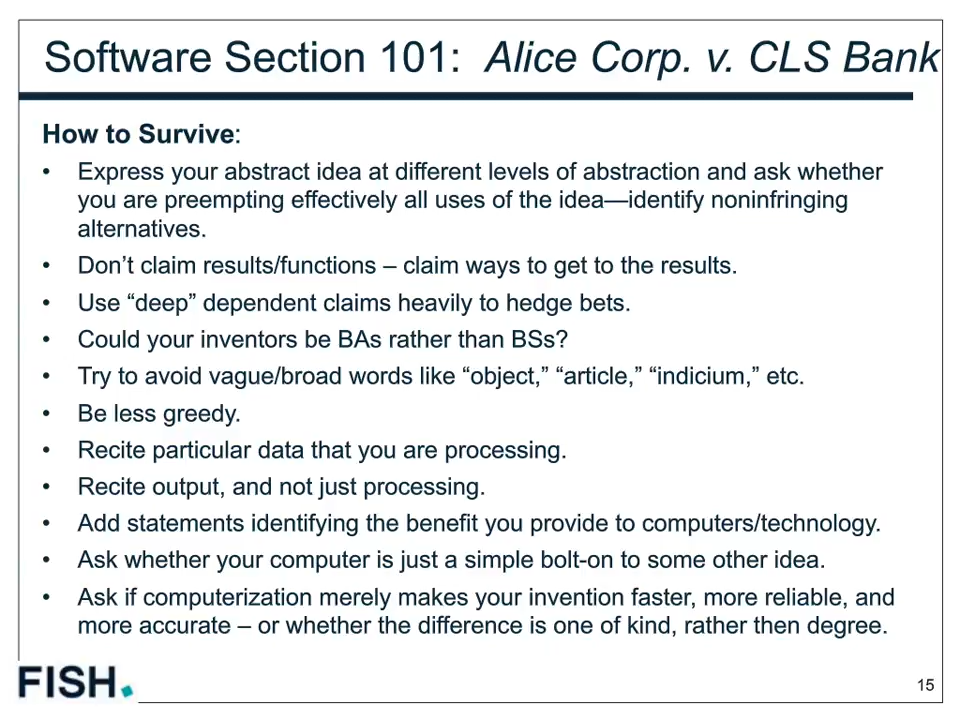 Software Section 101: Alice Corp. v. CLS Bank
How to Survive:
• Express your abstract idea at different levels of abstraction and ask whether
you are preempting effectively all uses of the idea—identify noninfringing
alternatives.
• Don’t claim results/functions – claim ways to get to the results.
• Use “deep” dependent claims heavily to hedge bets.
• Could your inventors be BAs rather than BSs?
• Try to avoid vague/broad words like “object,” “article,” “indicium,” etc.
• Be less greedy.
• Recite particular data that you are processing.
• Recite output, and not just processing.
• Add statements identifying the benefit you provide to computers/technology.
• Ask whether your computer is just a simple bolt-on to some other idea.
• Ask if computerization merely makes your invention faster, more reliable, and
more accurate – or whether the difference is one of kind, rather then degree.
FISH.
15